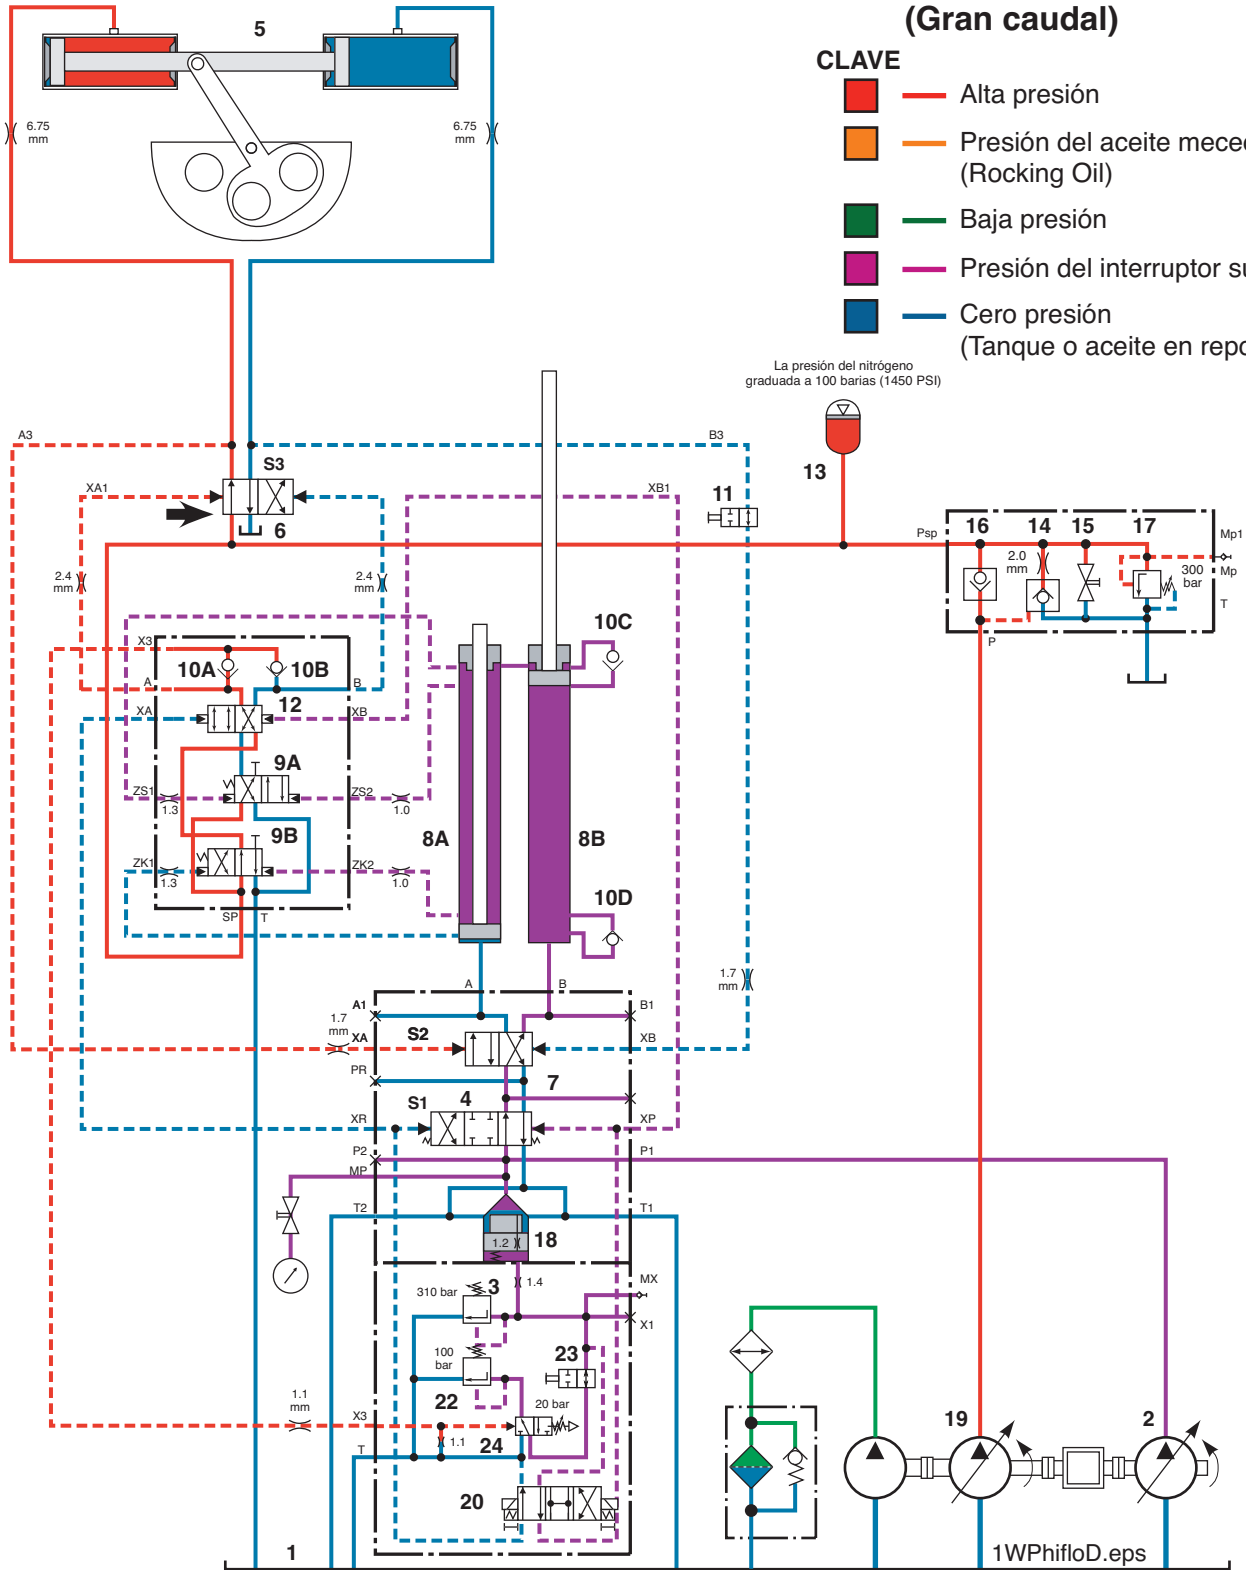 (Gran caudal)
CLAVE
Alta presión
Presión del aceite mece
(Rocking Oil)
Baja presión
Presión del interruptor su
Cero presión
(Tanque o aceite en repo
5
6.75
mm
6.75
mm
La presión del nitrógeno
graduada a 100 barias (1450 PSI)
13
A3
B3
S3
XA1
XB1
11
6
Psp
16
14
15
17
Mp1
2.0
mm
300
bar
Mp
T
P
2.4
mm
2.4
mm
10C
X3
10A
10B
A
B
12
XA
XB
9A
ZS1
1.3
ZS2
1.0
9B
8A
8B
ZK1
1.3
ZK2
1.0
10D
SP
T
1.7
mm
A
B
A1
B1
1.7
mm
XA
S2
XB
PR
7
4
S1
XR
XP
P2
P1
MP
T2
T1
1.2
18
1.4
MX
310 bar
3
X1
100
bar
23
22
20 bar
1.1
mm
X3
1.1
24
T
19
2
20
1
1WPhifloD.eps